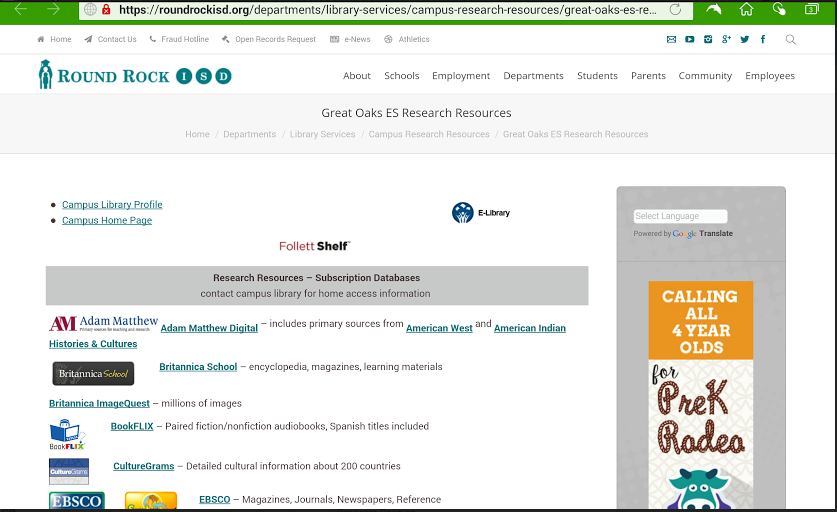 https://roundrockisd.org/departments/library-services/campus-research-resources/great-oaks-es-re... 3
Home Contact Us Fraud Hotline Open Records Request e-News Athletics
ROUND ROCK ISD
About Schools Employment Departments Students Parents Community Employees
Great Oaks ES Research Resources
Home / Departments / Library Services / Campus Research Resources / Great Oaks ES Research Resources
Campus Library Profile
Campus Home Page
E-Library
Follett Shelf™
Research Resources – Subscription Databases
contact campus library for home access information
AM Adam Matthew
Primary sources for teaching and research
Adam Matthew Digital – includes primary sources from American West and American Indian
Histories & Cultures
Britannica School
Britannica School – encyclopedia, magazines, learning materials
Britannica ImageQuest – millions of images
BookFLIX
BookFLIX – Paired fiction/nonfiction audiobooks, Spanish titles included
CultureGrams
CultureGrams – Detailed cultural information about 200 countries
EBSCO
EBSCO – Magazines, Journals, Newspapers, Reference
Select Language
Powered by Google Translate
CALLING
ALL
4 YEAR
OLDS
for
PreK
Rodeo